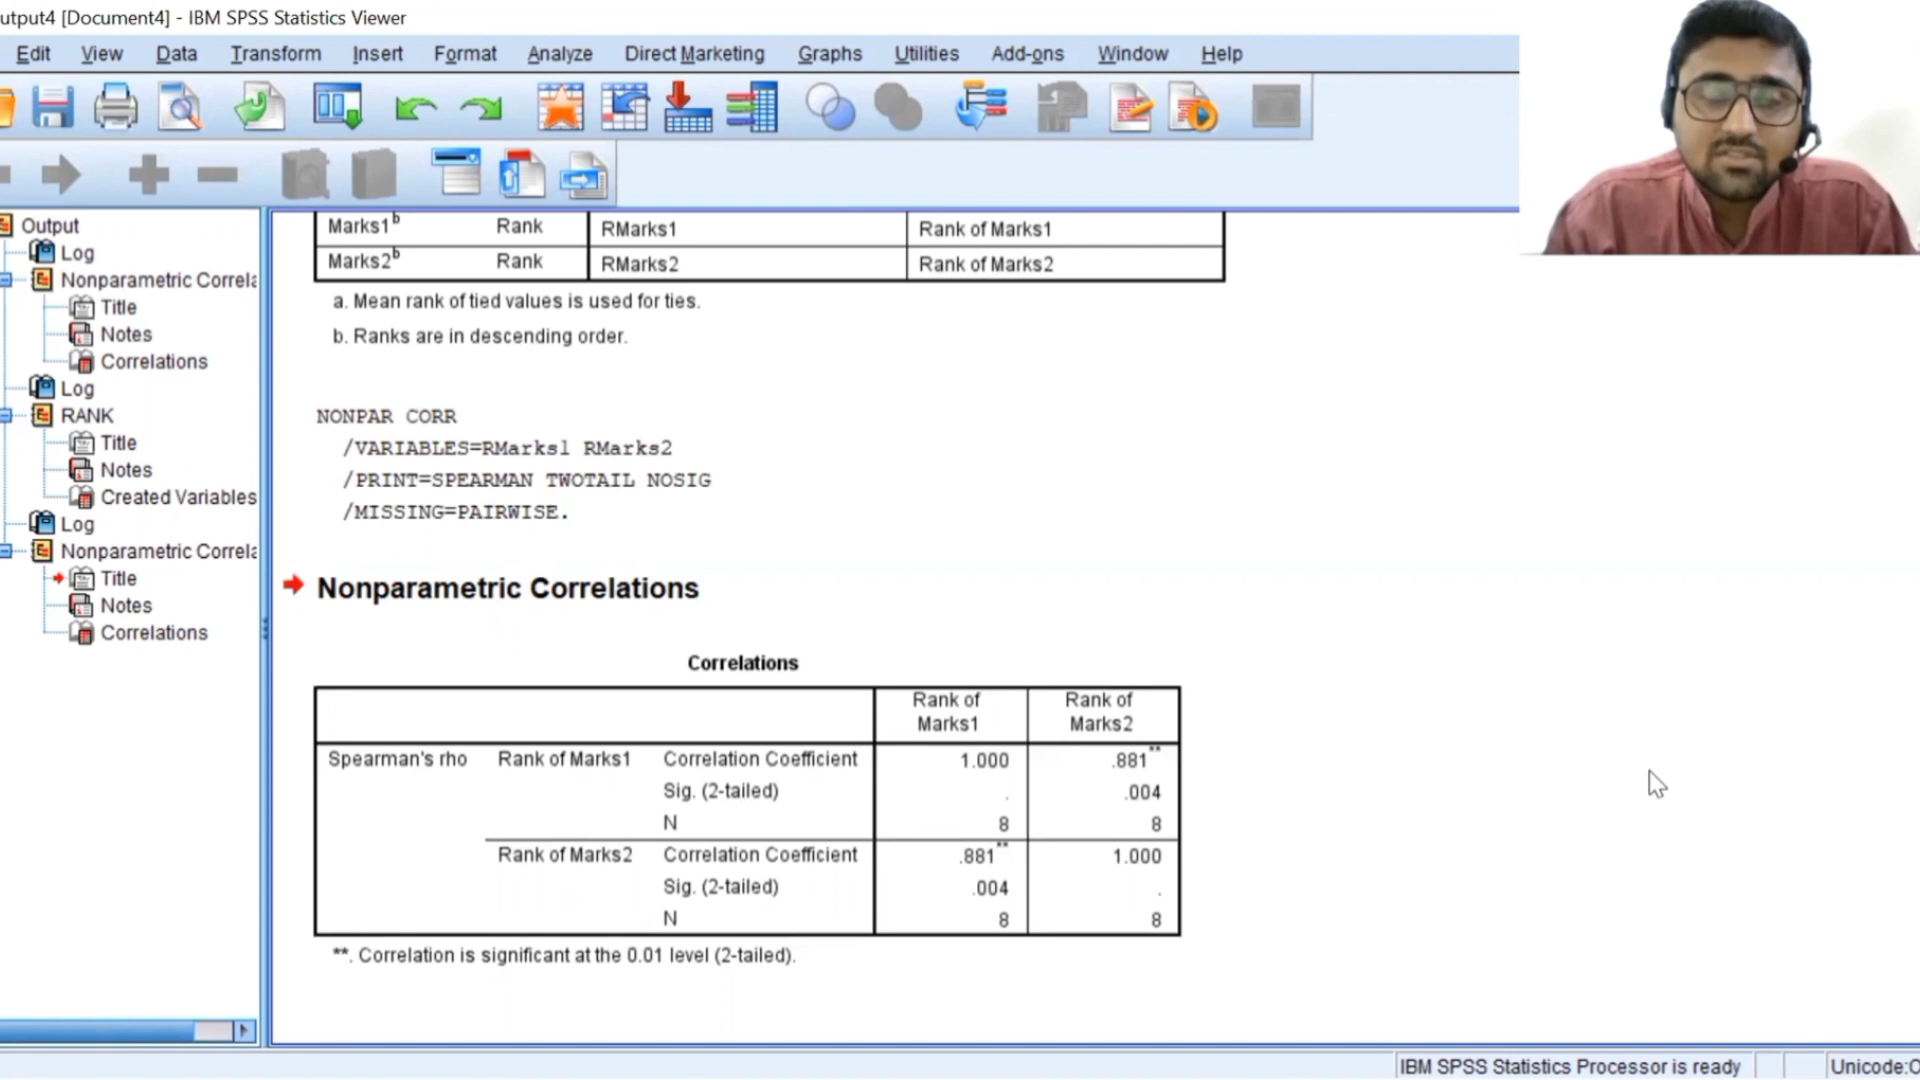 utput4 [Document4] - IBM SPSS Statistics Viewer
Edit View Data Transform Insert Format Analyze Direct Marketing Graphs Utilities Add-ons Window Help
Output
Log
Nonparametric Correla
Title
Notes
Correlations
Log
RANK
Title
Notes
Created Variables
Log
Nonparametric Correla
Title
Notes
Correlations
Marks1b Rank RMarks1 Rank of Marks1
Marks2b Rank RMarks2 Rank of Marks2
a. Mean rank of tied values is used for ties.
b. Ranks are in descending order.
NONPAR CORR
/VARIABLES=RMarks1 RMarks2
/PRINT=SPEARMAN TWOTAIL NOSIG
/MISSING=PAIRWISE.
Nonparametric Correlations
Correlations
Rank of Marks1 Rank of Marks2
Spearman's rho Rank of Marks1 Correlation Coefficient 1.000 .881**
Sig. (2-tailed) . .004
N 8 8
Rank of Marks2 Correlation Coefficient .881** 1.000
Sig. (2-tailed) .004 .
N 8 8
**. Correlation is significant at the 0.01 level (2-tailed).
IBM SPSS Statistics Processor is ready Unicode:O